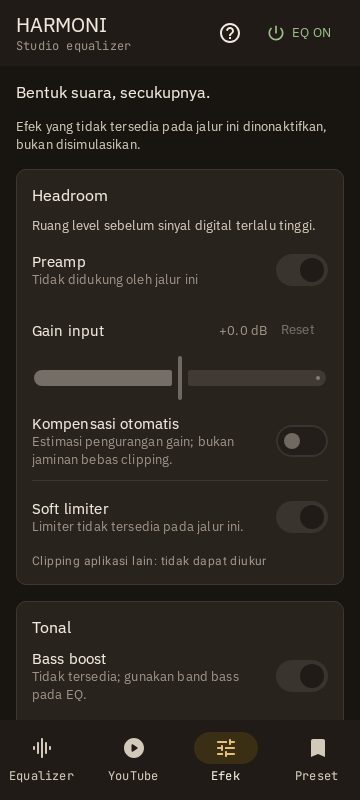 HARMONI
Studio equalizer
EQ ON
Bentuk suara, secukupnya.
Efek yang tidak tersedia pada jalur ini dinonaktifkan,
bukan disimulasikan.
Headroom
Ruang level sebelum sinyal digital terlalu tinggi.
Preamp
Tidak didukung oleh jalur ini
Gain input
+0.0 dB
Reset
Kompensasi otomatis
Estimasi pengurangan gain; bukan
jaminan bebas clipping.
Soft limiter
Limiter tidak tersedia pada jalur ini.
Clipping aplikasi lain: tidak dapat diukur
Tonal
Bass boost
Tidak tersedia; gunakan band bass
pada EQ.
Equalizer
YouTube
Efek
Preset